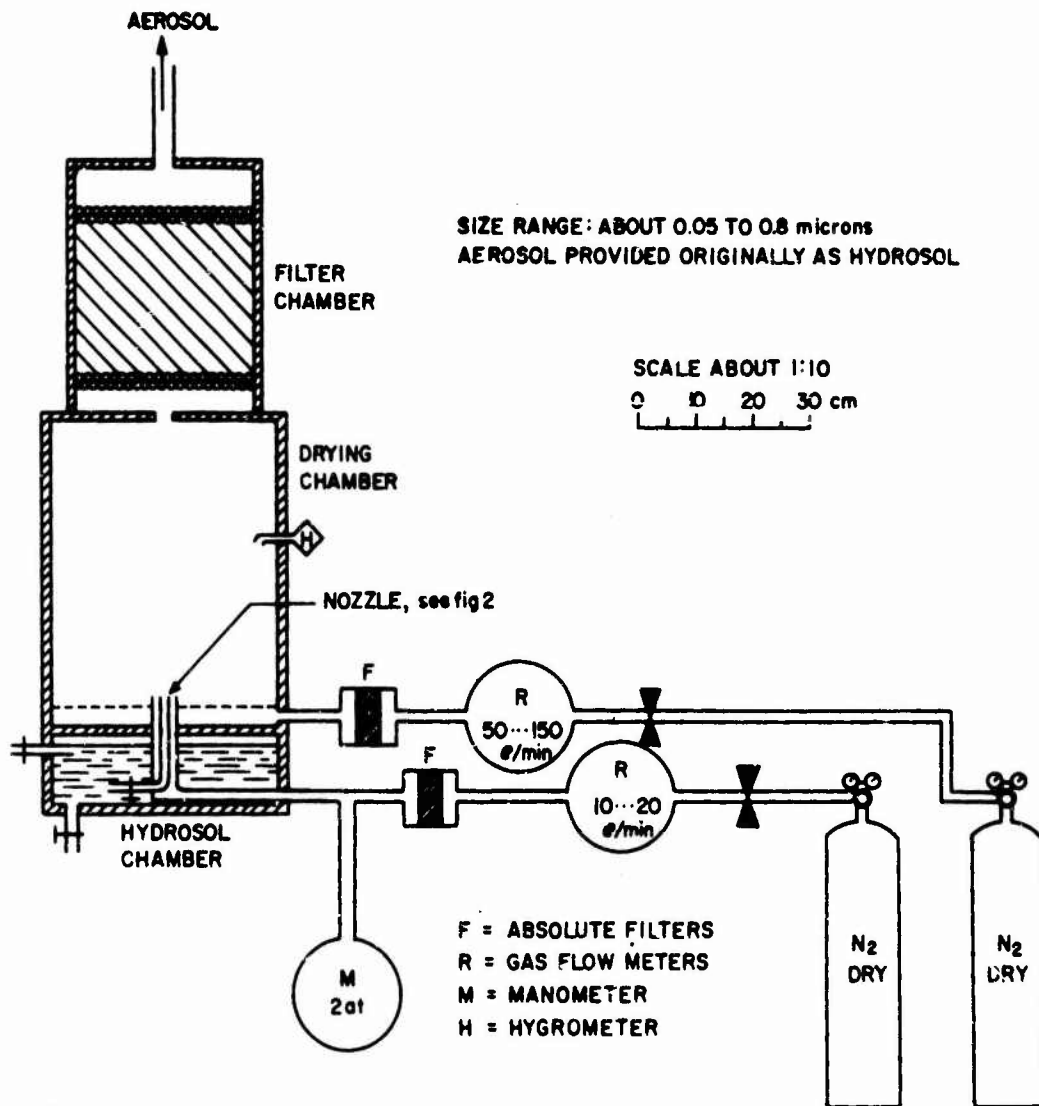 AEROSOL
SIZE RANGE: ABOUT 0.05 TO 0.8 microns
AEROSOL PROVIDED ORIGINALLY AS HYDROSOL
FILTER
CHAMBER
SCALE ABOUT 1:10
0 10 20 30 cm
DRYING
CHAMBER
H
NOZZLE, see fig 2
F
R
50···150
ℓ/min
F
R
10···20
ℓ/min
HYDROSOL
CHAMBER
M
2at
F = ABSOLUTE FILTERS
R = GAS FLOW METERS
M = MANOMETER
H = HYGROMETER
N2
DRY
N2
DRY